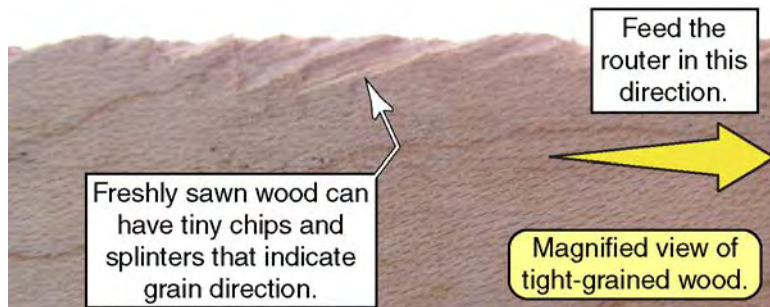 Feed the
router in this
direction.
Freshly sawn wood can
have tiny chips and
splinters that indicate
grain direction.
Magnified view of
tight-grained wood.